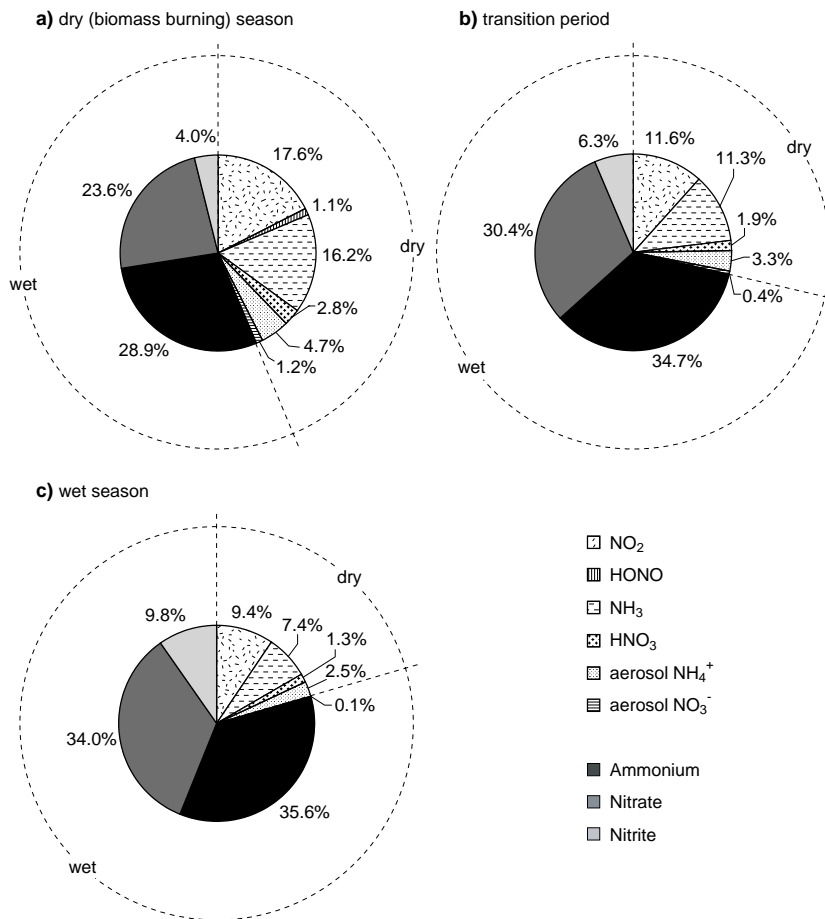 a) dry (biomass burning) season
4.0%
17.6%
23.6%
1.1%
dry
16.2%
wet
2.8%
4.7%
28.9%
1.2%
b) transition period
6.3%
11.6%
dry
11.3%
30.4%
1.9%
3.3%
0.4%
wet
34.7%
c) wet season
dry
9.8%
9.4%
7.4%
1.3%
2.5%
0.1%
34.0%
35.6%
wet
NO₂
HONO
NH₃
HNO₃
aerosol NH₄⁺
aerosol NO₃⁻
Ammonium
Nitrate
Nitrite